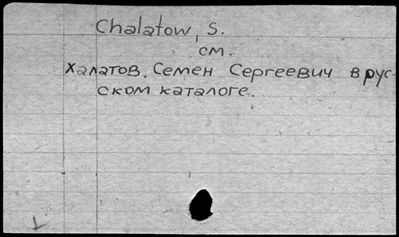 Chalatow, S.
см.
Халатов, Семен Сергеевич в рус-
ском каталоге.